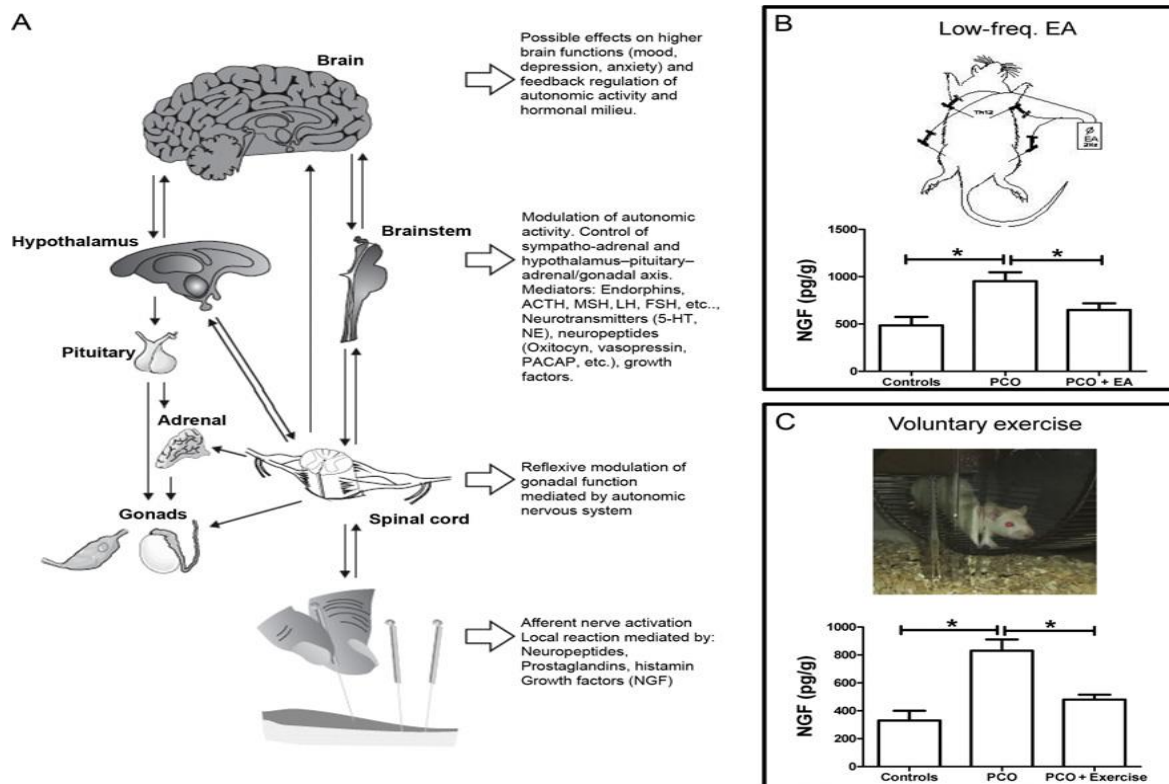 A
Brain
Possible effects on higher
brain functions (mood,
depression, anxiety) and
feedback regulation of
autonomic activity and
hormonal milieu.
Hypothalamus
Brainstem
Modulation of autonomic
activity. Control of
sympatho-adrenal and
hypothalamus–pituitary–
adrenal/gonadal axis.
Mediators: Endorphins,
ACTH, MSH, LH, FSH, etc..,
Neurotransmitters (5-HT,
NE), neuropeptides
(Oxitocyn, vasopressin,
PACAP, etc.), growth
factors.
Pituitary
Adrenal
Gonads
Spinal cord
Reflexive modulation of
gonadal function
mediated by autonomic
nervous system
Afferent nerve activation
Local reaction mediated by:
Neuropeptides,
Prostaglandins, histamin
Growth factors (NGF)
B
Low-freq. EA
Th12
EA
2Hz
NGF (pg/g)
1500
1000
500
0
* *
Controls PCO PCO + EA
C
Voluntary exercise
NGF (pg/g)
1000
800
600
400
200
0
* *
Controls PCO PCO + Exercise